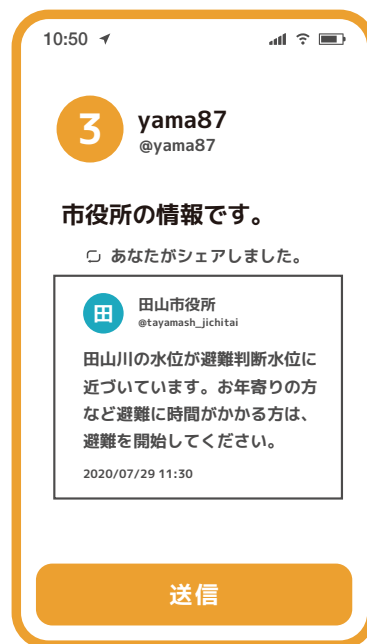 10:50
3
yama87
@yama87
市役所の情報です。
あなたがシェアしました。
田
田山市役所
@tayamash_jichitai
田山川の水位が避難判断水位に
近づいています。お年寄りの方
など避難に時間がかかる方は、
避難を開始してください。
2020/07/29 11:30
送信